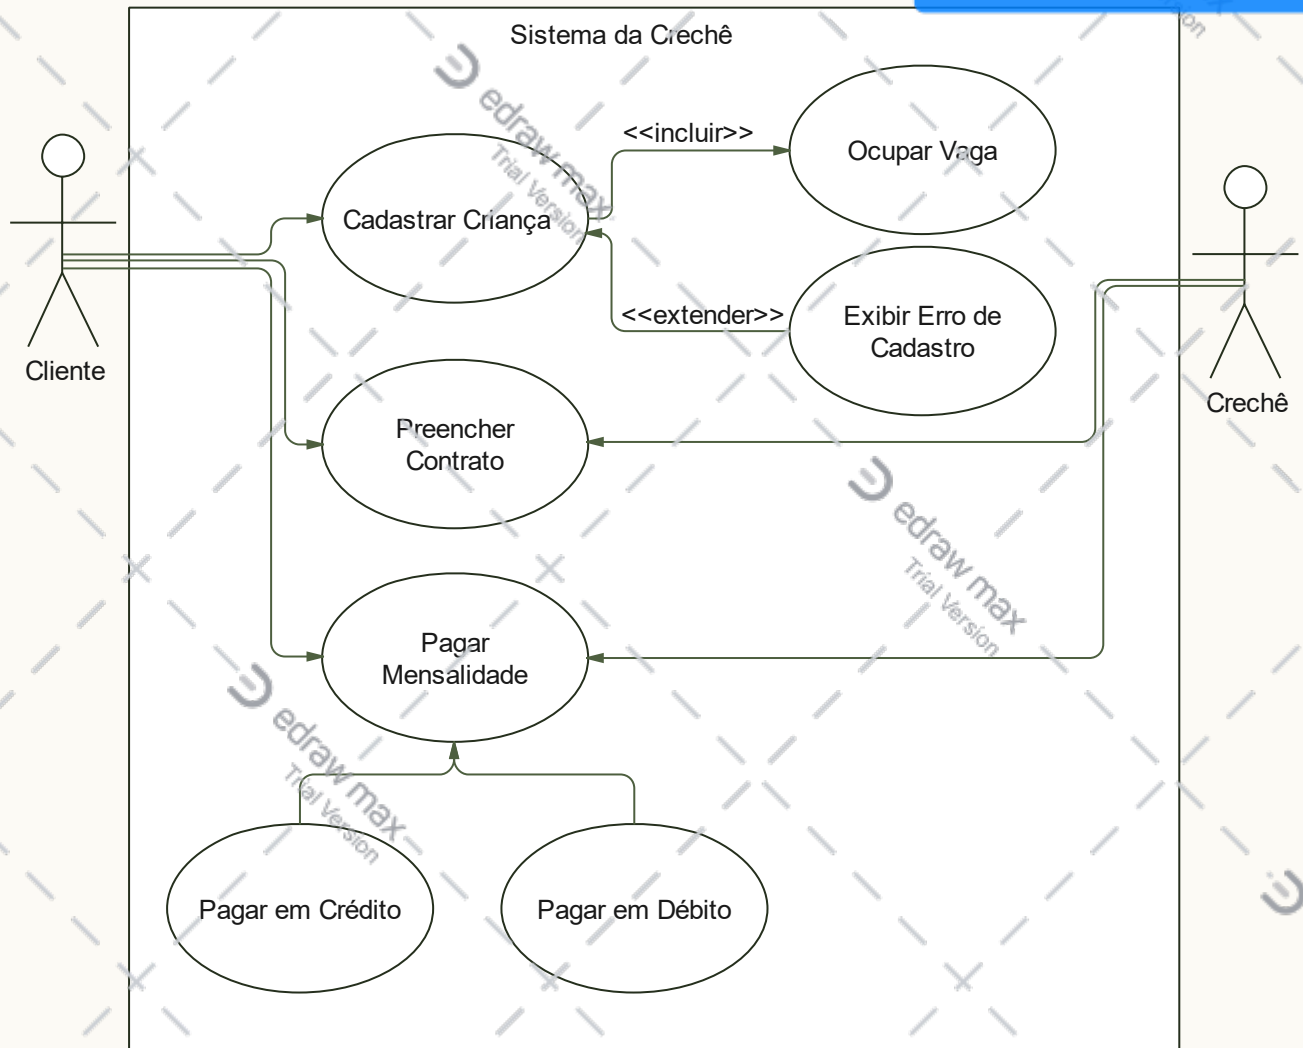 Sistema da Crechê
<<incluir>>
Ocupar Vaga
Cadastrar Criança
<<extender>>
Exibir Erro de
Cadastro
Cliente
Crechê
Preencher
Contrato
Pagar
Mensalidade
Pagar em Crédito
Pagar em Débito
edraw max
Trial Version
edraw max
Trial Version
edraw max
Trial Version